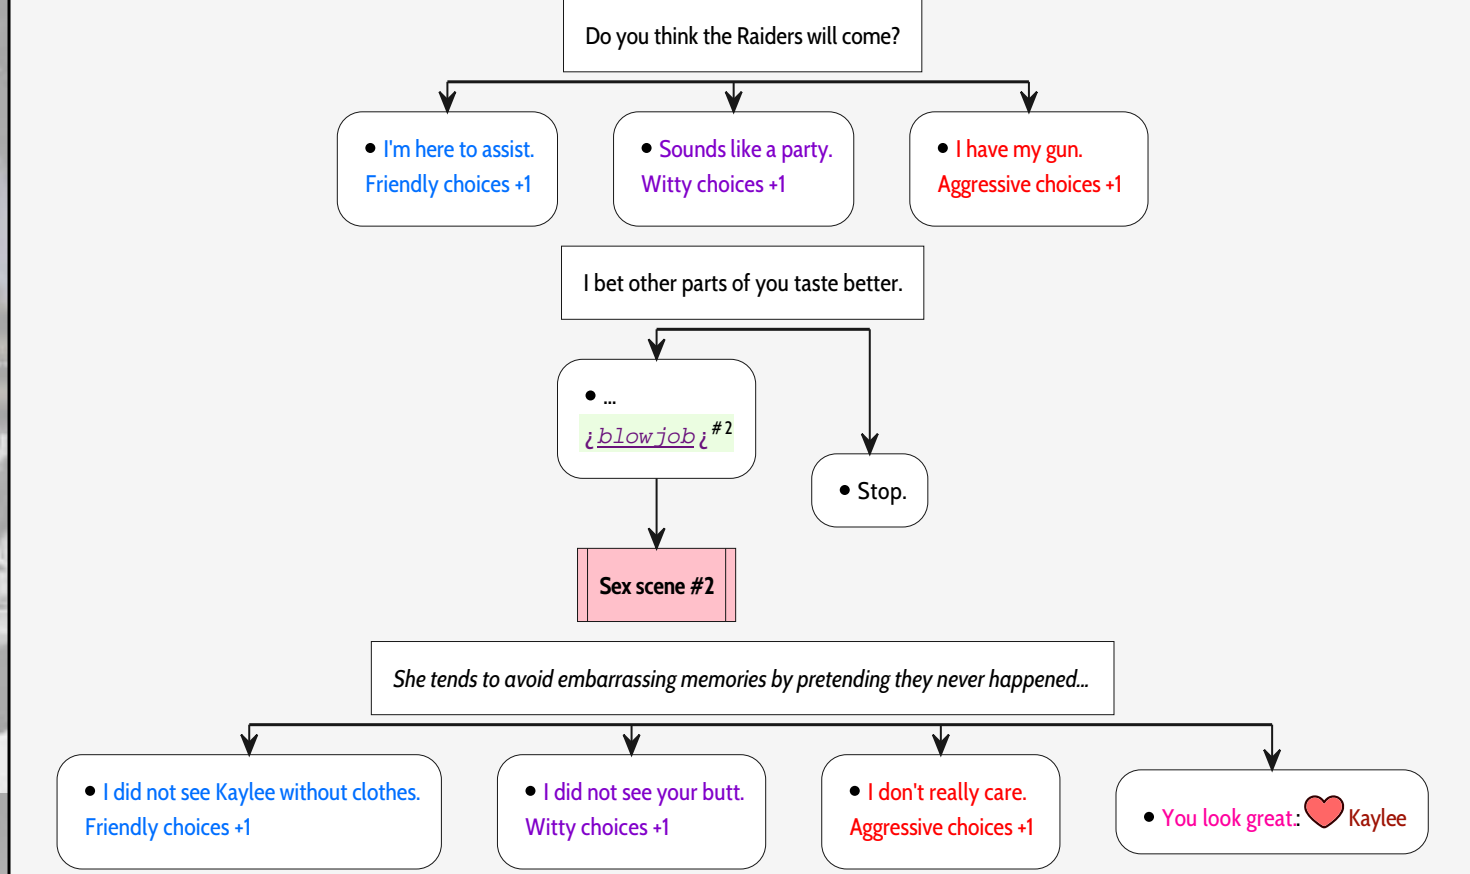 Do you think the Raiders will come?
• I'm here to assist.
Friendly choices +1
• Sounds like a party.
Witty choices +1
• I have my gun.
Aggressive choices +1
I bet other parts of you taste better.
• ...
¿blowjob¿#2
• Stop.
Sex scene #2
She tends to avoid embarrassing memories by pretending they never happened...
• I did not see Kaylee without clothes.
Friendly choices +1
• I did not see your butt.
Witty choices +1
• I don't really care.
Aggressive choices +1
• You look great.: Kaylee